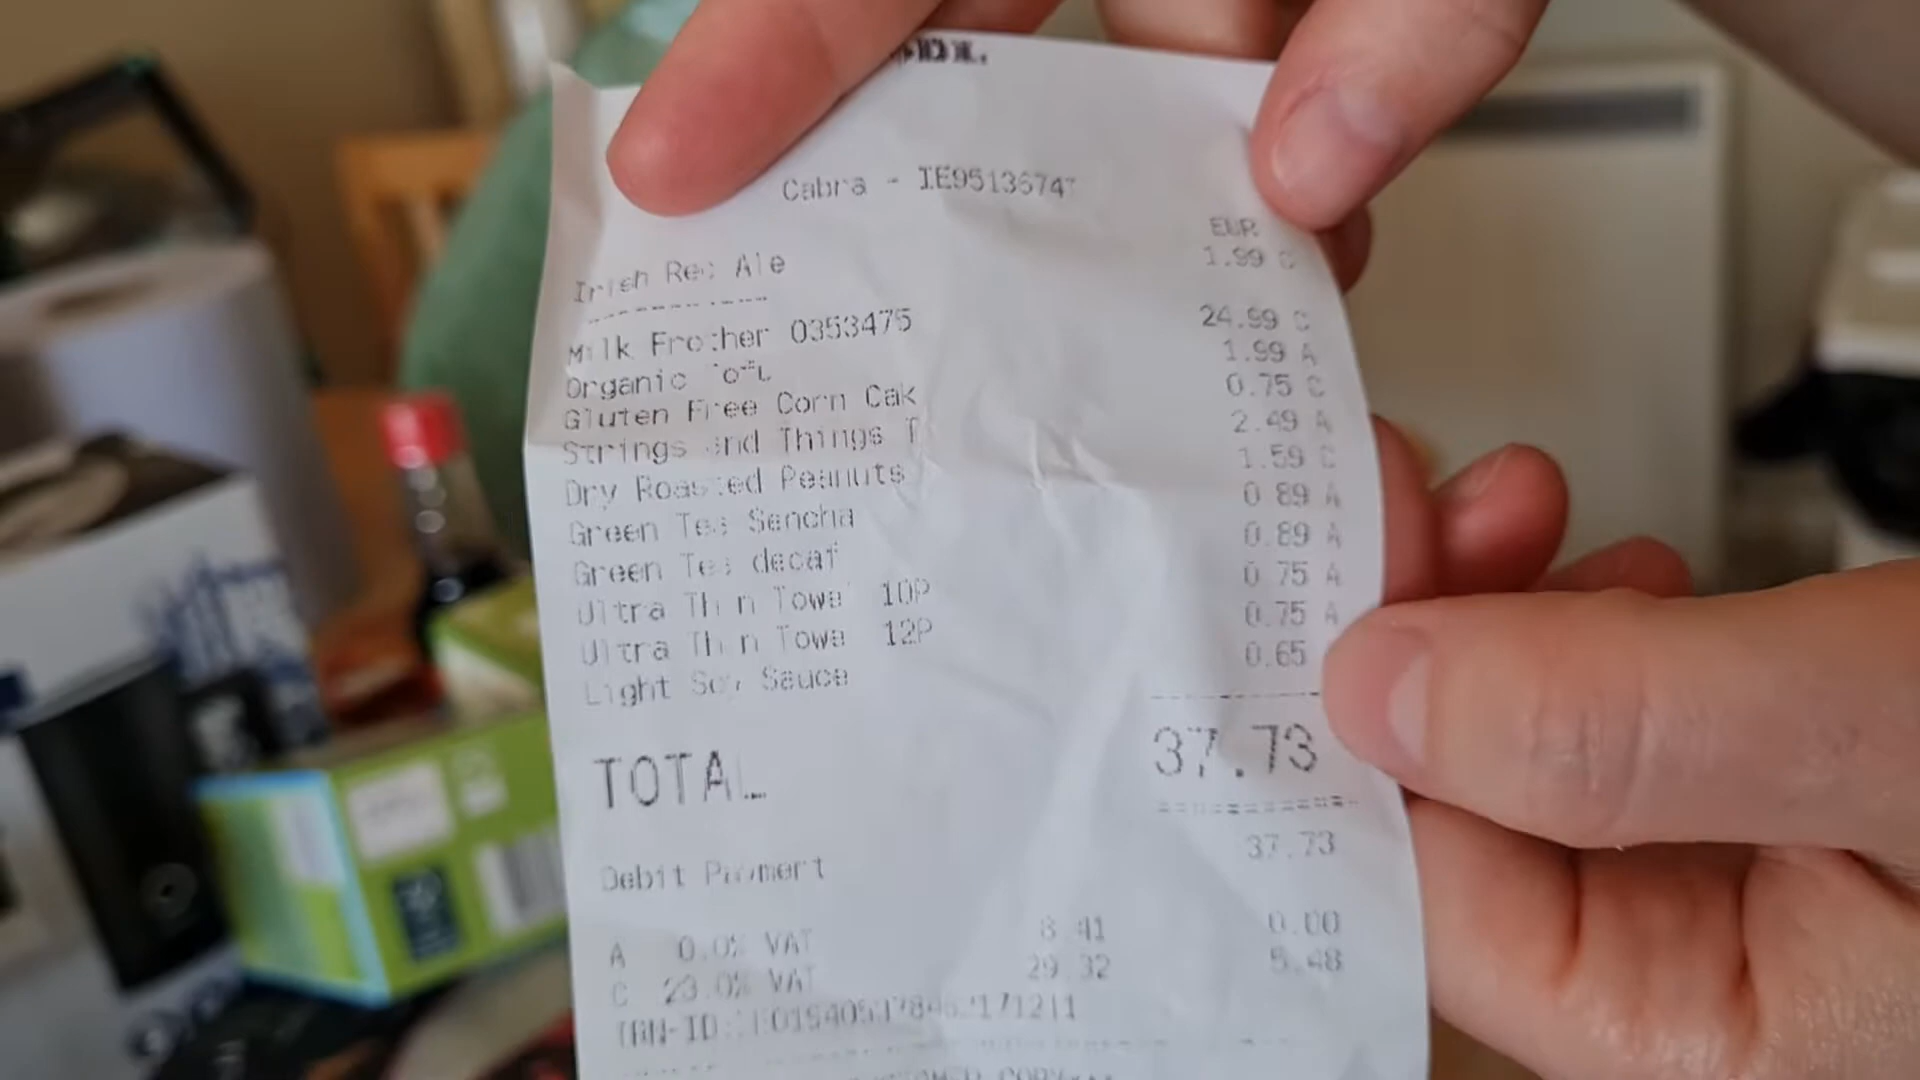 Cabra - IE9513674T
EUR
Irish Red Ale 1.99 C
------------
Milk Frother 0353475 24.99 C
Organic Tofu 1.99 A
Gluten Free Corn Cak 0.75 C
Strings and Things T 2.49 A
Dry Roasted Peanuts 1.59 C
Green Tea Sencha 0.89 A
Green Tea decaf 0.89 A
Ultra Thin Towel 10P 0.75 A
Ultra Thin Towel 12P 0.75 A
Light Soy Sauce 0.65
TOTAL 37.73
Debit Payment 37.73
A 0.0% VAT 8.41 0.00
C 23.0% VAT 29.32 5.48